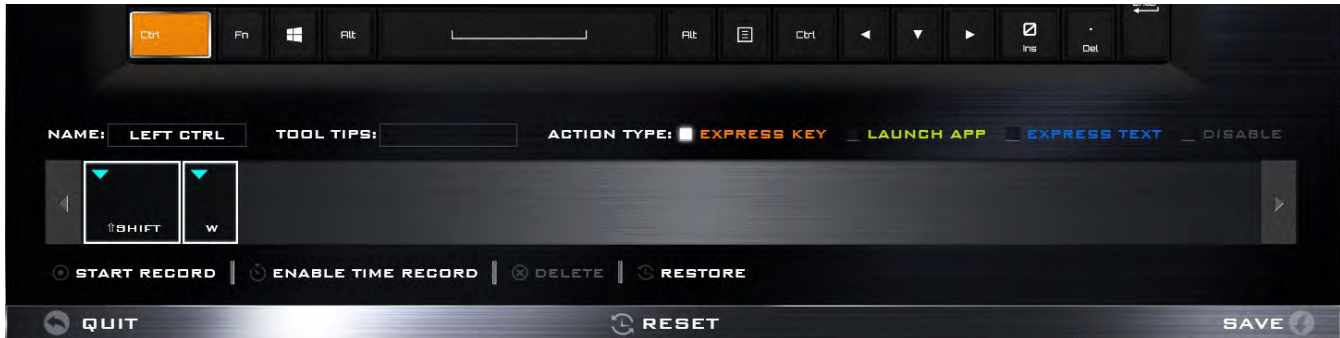 Enter
Ctrl Fn Alt Alt Ctrl Ins Del
NAME: LEFT CTRL TOOL TIPS: ACTION TYPE: EXPRESS KEY LAUNCH APP EXPRESS TEXT DISABLE
⇧SHIFT W
START RECORD ENABLE TIME RECORD DELETE RESTORE
QUIT RESET SAVE